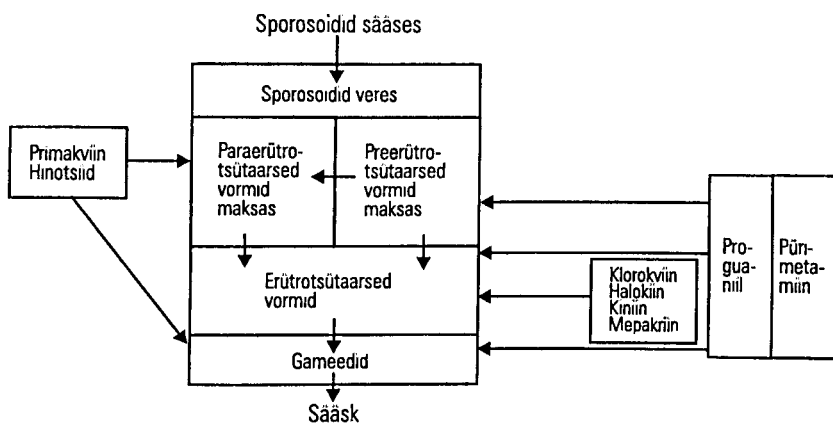 Sporosoidid sääses
Sporosoidid veres
Primakviin
Hinotsiid
Paraerütro-
tsütaarsed
vormid
maksas
Preerütro-
tsütaarsed
vormid
maksas
Erütrotsütaarsed
vormid
Gameedid
Sääsk
Klorokviin
Halokiin
Kiniin
Mepakriin
Pro-
gua-
niil
Püri-
meta-
miin